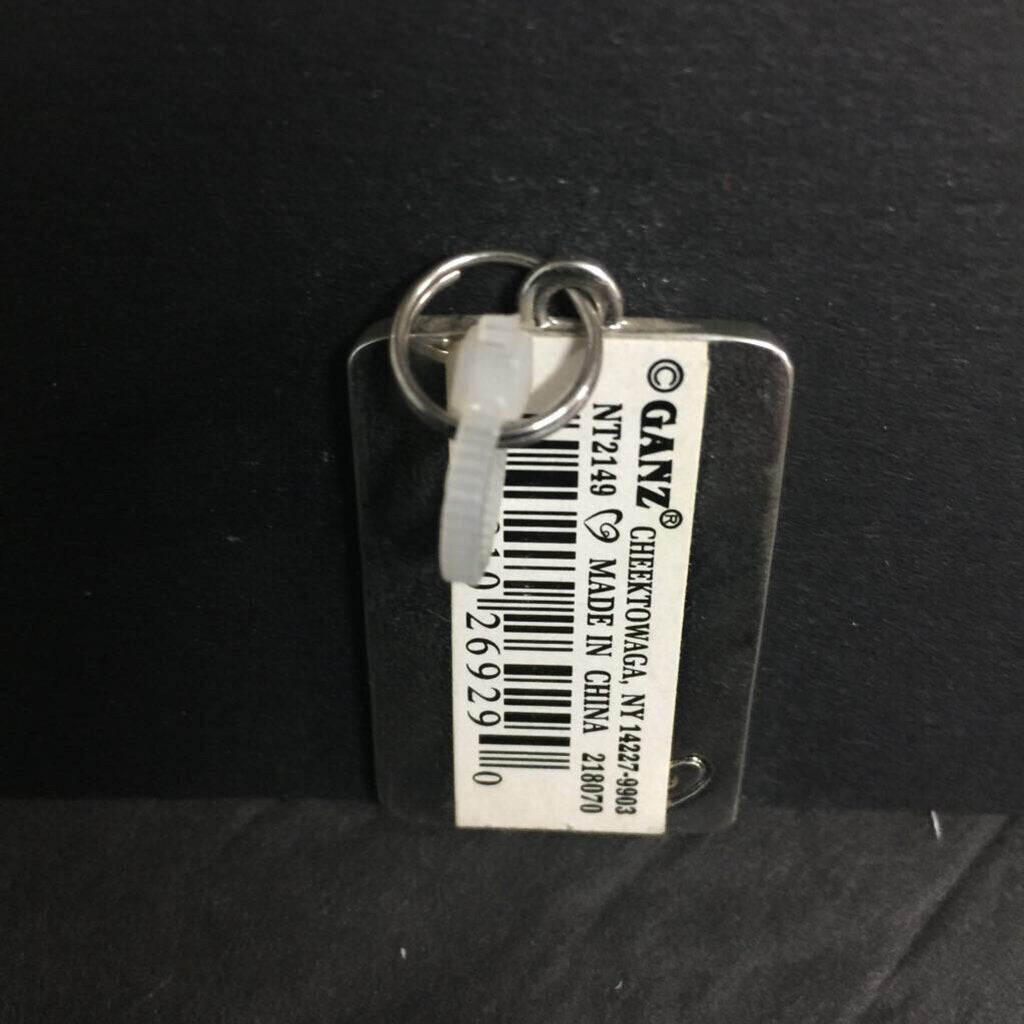 ©GANZ® CHEEKTOWAGA, NY 14227-9903
NT2149 MADE IN CHINA 218070
26929 0